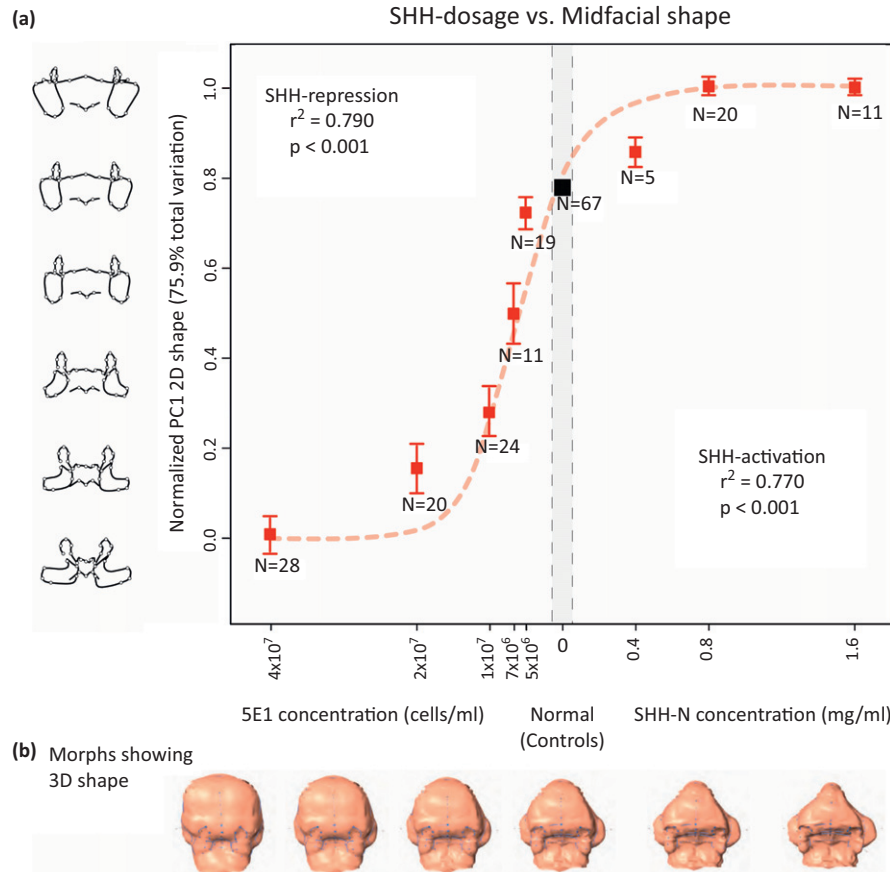 (a)
SHH-dosage vs. Midfacial shape
Normalized PC1 2D shape (75.9% total variation)
1.0
0.8
0.6
0.4
0.2
0.0
SHH-repression
r² = 0.790
p < 0.001
SHH-activation
r² = 0.770
p < 0.001
N=28
N=20
N=24
N=11
N=19
N=67
N=5
N=20
N=11
4x10⁷
2x10⁷
1x10⁷
7x10⁶
5x10⁶
0
0.4
0.8
1.6
5E1 concentration (cells/ml)
Normal
(Controls)
SHH-N concentration (mg/ml)
(b)
Morphs showing
3D shape